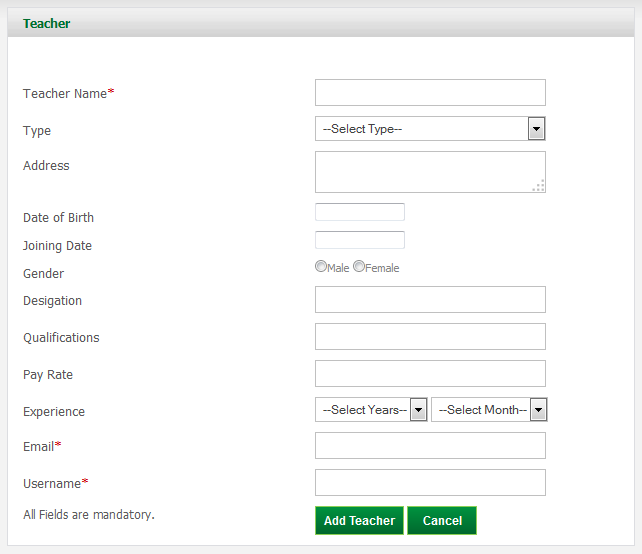 Teacher
Teacher Name*
Type --Select Type--
Address
Date of Birth
Joining Date
Gender Male Female
Desigation
Qualifications
Pay Rate
Experience --Select Years-- --Select Month--
Email*
Username*
All Fields are mandatory. Add Teacher Cancel